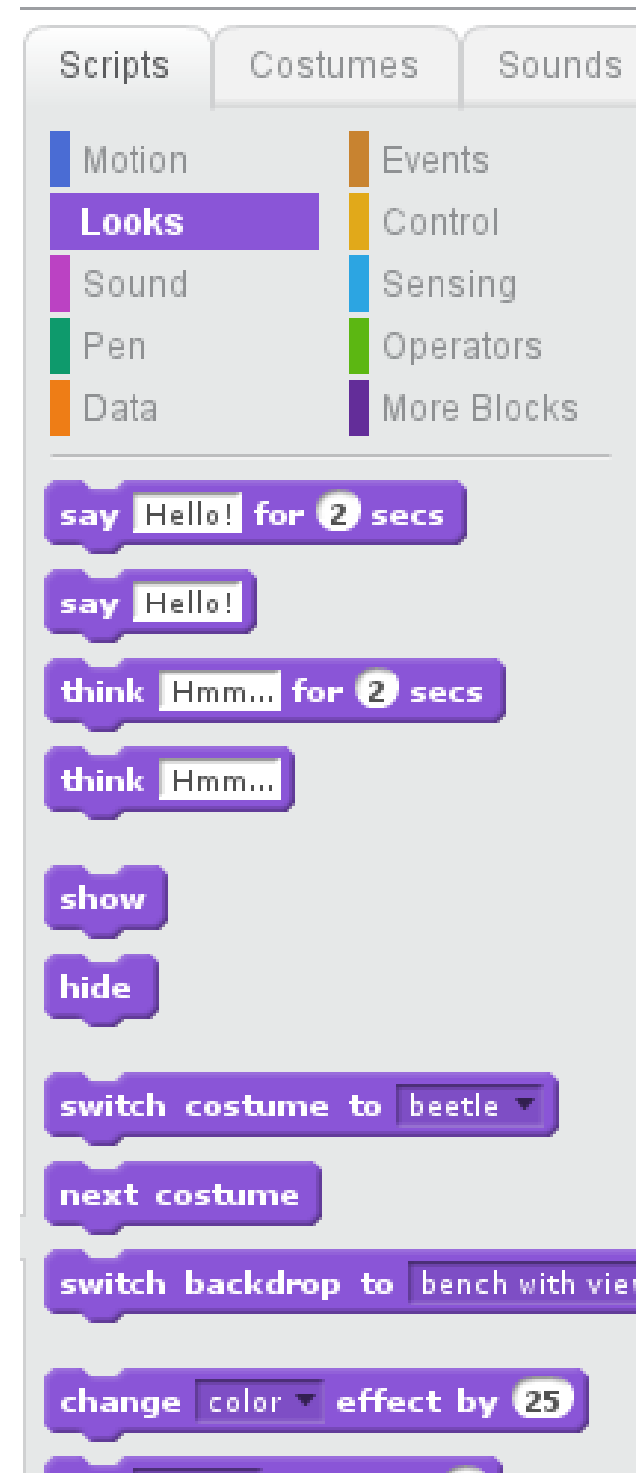 Scripts Costumes Sounds
Motion Events
Looks Control
Sound Sensing
Pen Operators
Data More Blocks
say Hello! for 2 secs
say Hello!
think Hmm... for 2 secs
think Hmm...
show
hide
switch costume to beetle
next costume
switch backdrop to bench with
change color effect by 25